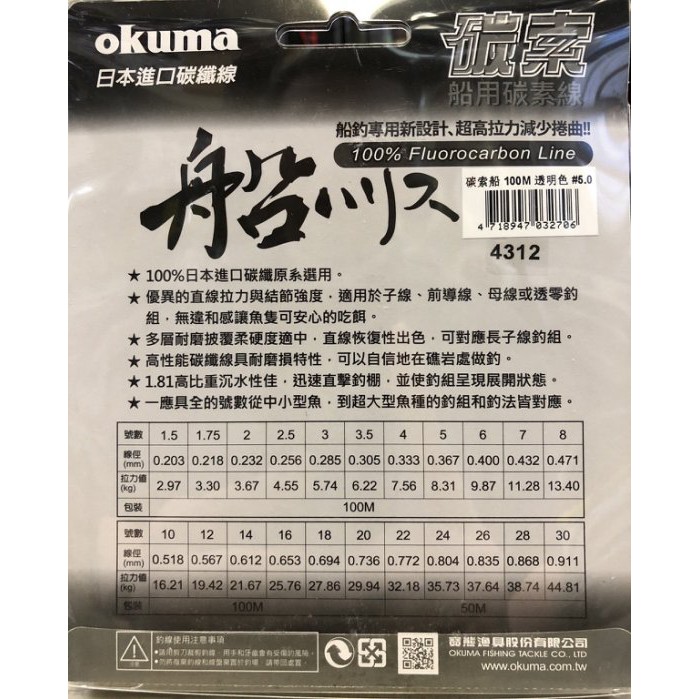 okuma
日本進口碳纖線
碳索
船用碳素線
船釣專用新設計、超高拉力減少捲曲!!
100% Fluorocarbon Line
船ハリス
碳索船 100M 透明色 #5.0
4 718947 032706
4312
★ 100%日本進口碳纖原系選用。
★ 優異的直線拉力與結節強度，適用於子線、前導線、母線或透零釣
組，無違和感讓魚隻可安心的吃餌。
★ 多層耐磨披覆柔硬度適中，直線恢復性出色，可對應長子線釣組。
★ 高性能碳纖線具耐磨損特性，可以自信地在礁岩處做釣。
★ 1.81高比重沉水性佳，迅速直擊釣棚，並使釣組呈現展開狀態。
★ 一應具全的號數從中小型魚，到超大型魚種的釣組和釣法皆對應。
號數 1.5 1.75 2 2.5 3 3.5 4 5 6 7 8
線徑(mm) 0.203 0.218 0.232 0.256 0.285 0.305 0.333 0.367 0.400 0.432 0.471
拉力值(kg) 2.97 3.30 3.67 4.55 5.74 6.22 7.56 8.31 9.87 11.28 13.40
包裝 100M
號數 10 12 14 16 18 20 22 24 26 28 30
線徑(mm) 0.518 0.567 0.612 0.653 0.694 0.736 0.772 0.804 0.835 0.868 0.911
拉力值(kg) 16.21 19.42 21.67 25.76 27.86 29.94 32.18 35.73 37.64 38.74 44.81
包裝 100M 50M
釣線使用注意事項
寶熊漁具股份有限公司
OKUMA FISHING TACKLE CO., LTD
www.okuma.com.tw